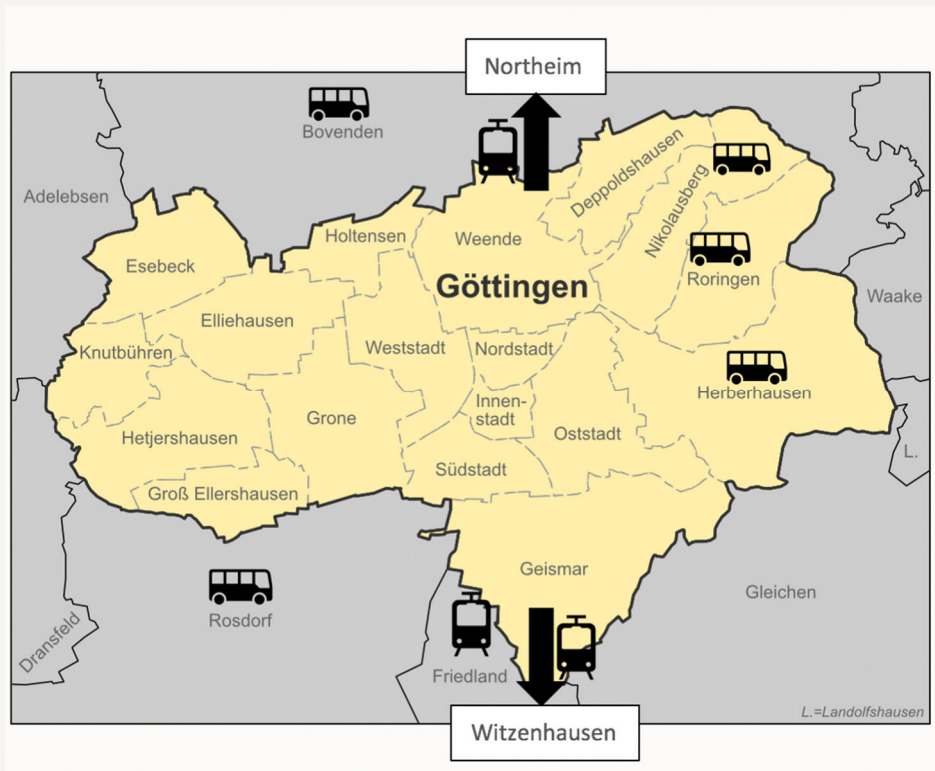 Northeim
Bovenden
Adelebsen
Deppoldshausen
Nikolausberg
Holtensen
Weende
Esebeck
Göttingen
Roringen
Waake
Elliehausen
Knutbühren
Weststadt
Nordstadt
Herberhausen
Innen-
stadt
Grone
Hetjershausen
Oststadt
L.
Südstadt
Groß Ellershausen
Geismar
Gleichen
Rosdorf
Dransfeld
Friedland
L.=Landolfshausen
Witzenhausen